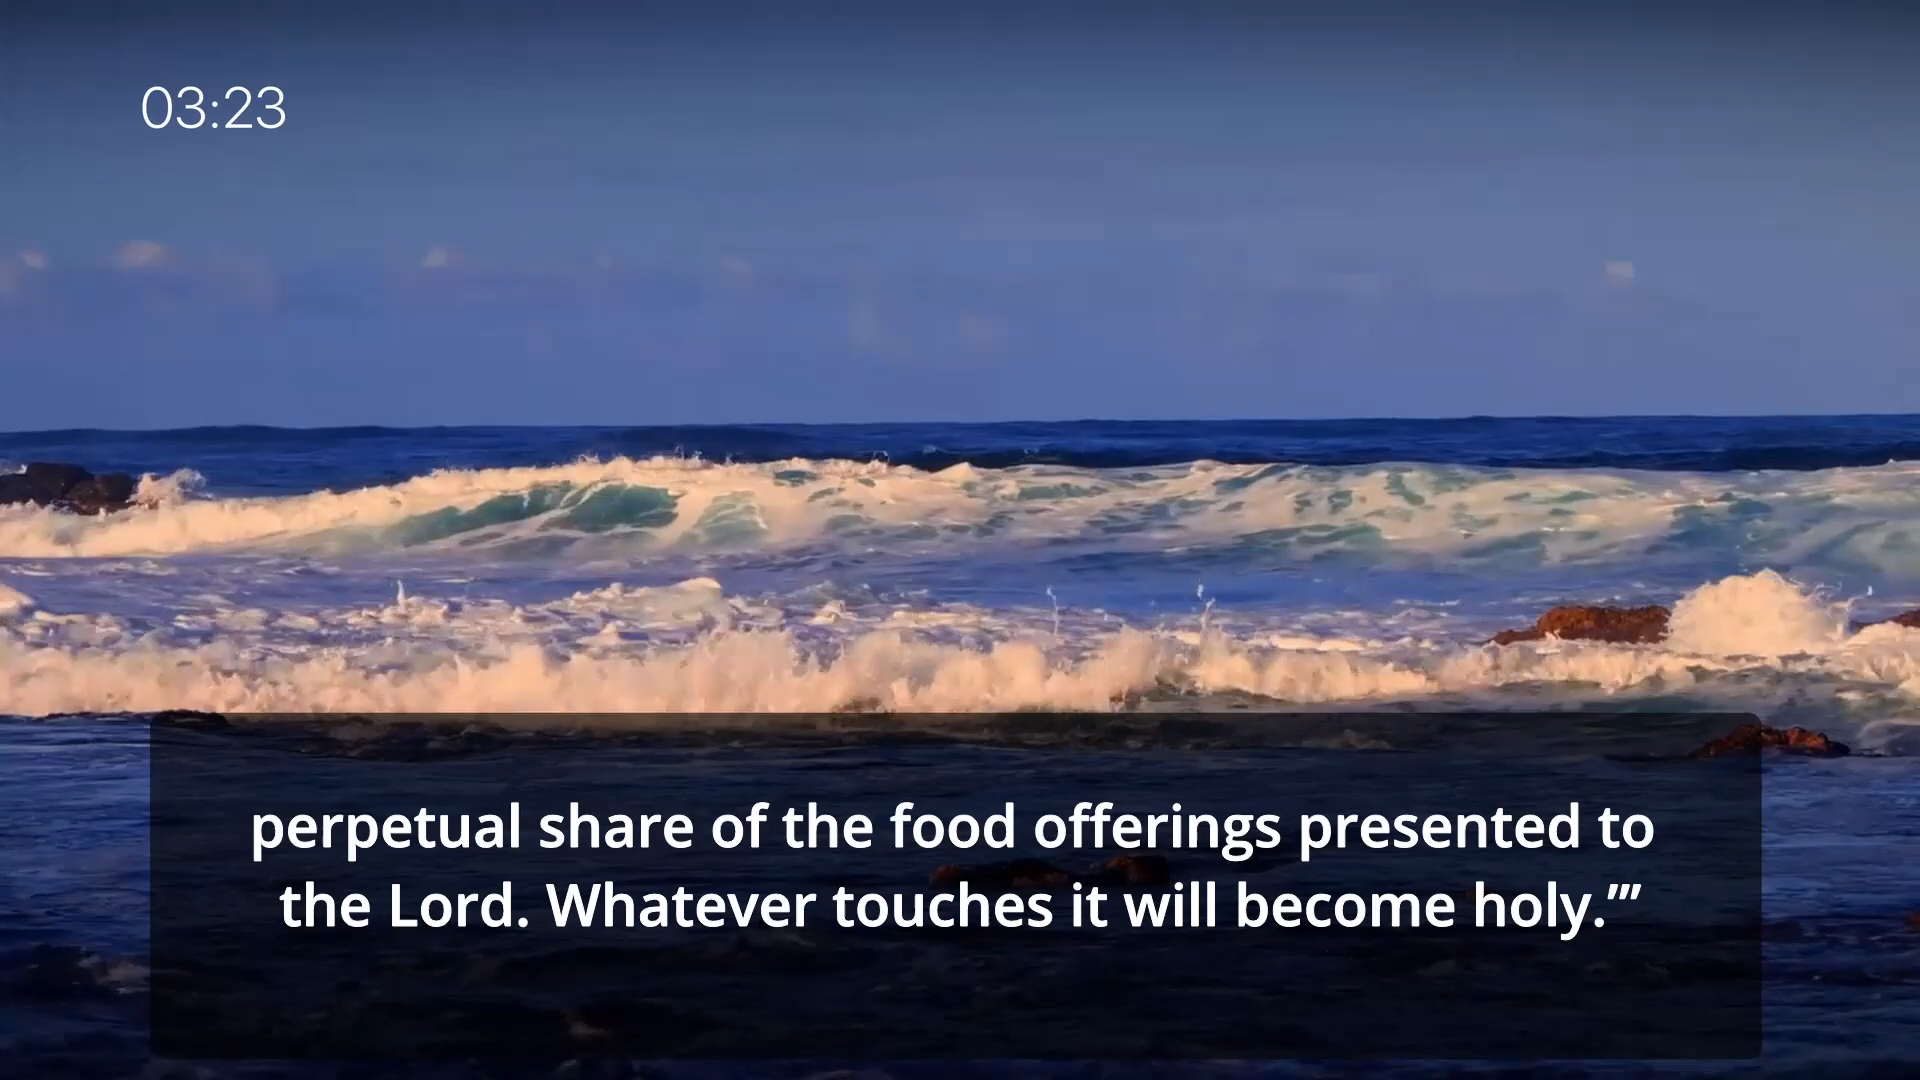 03:23
perpetual share of the food offerings presented to
the Lord. Whatever touches it will become holy.’”